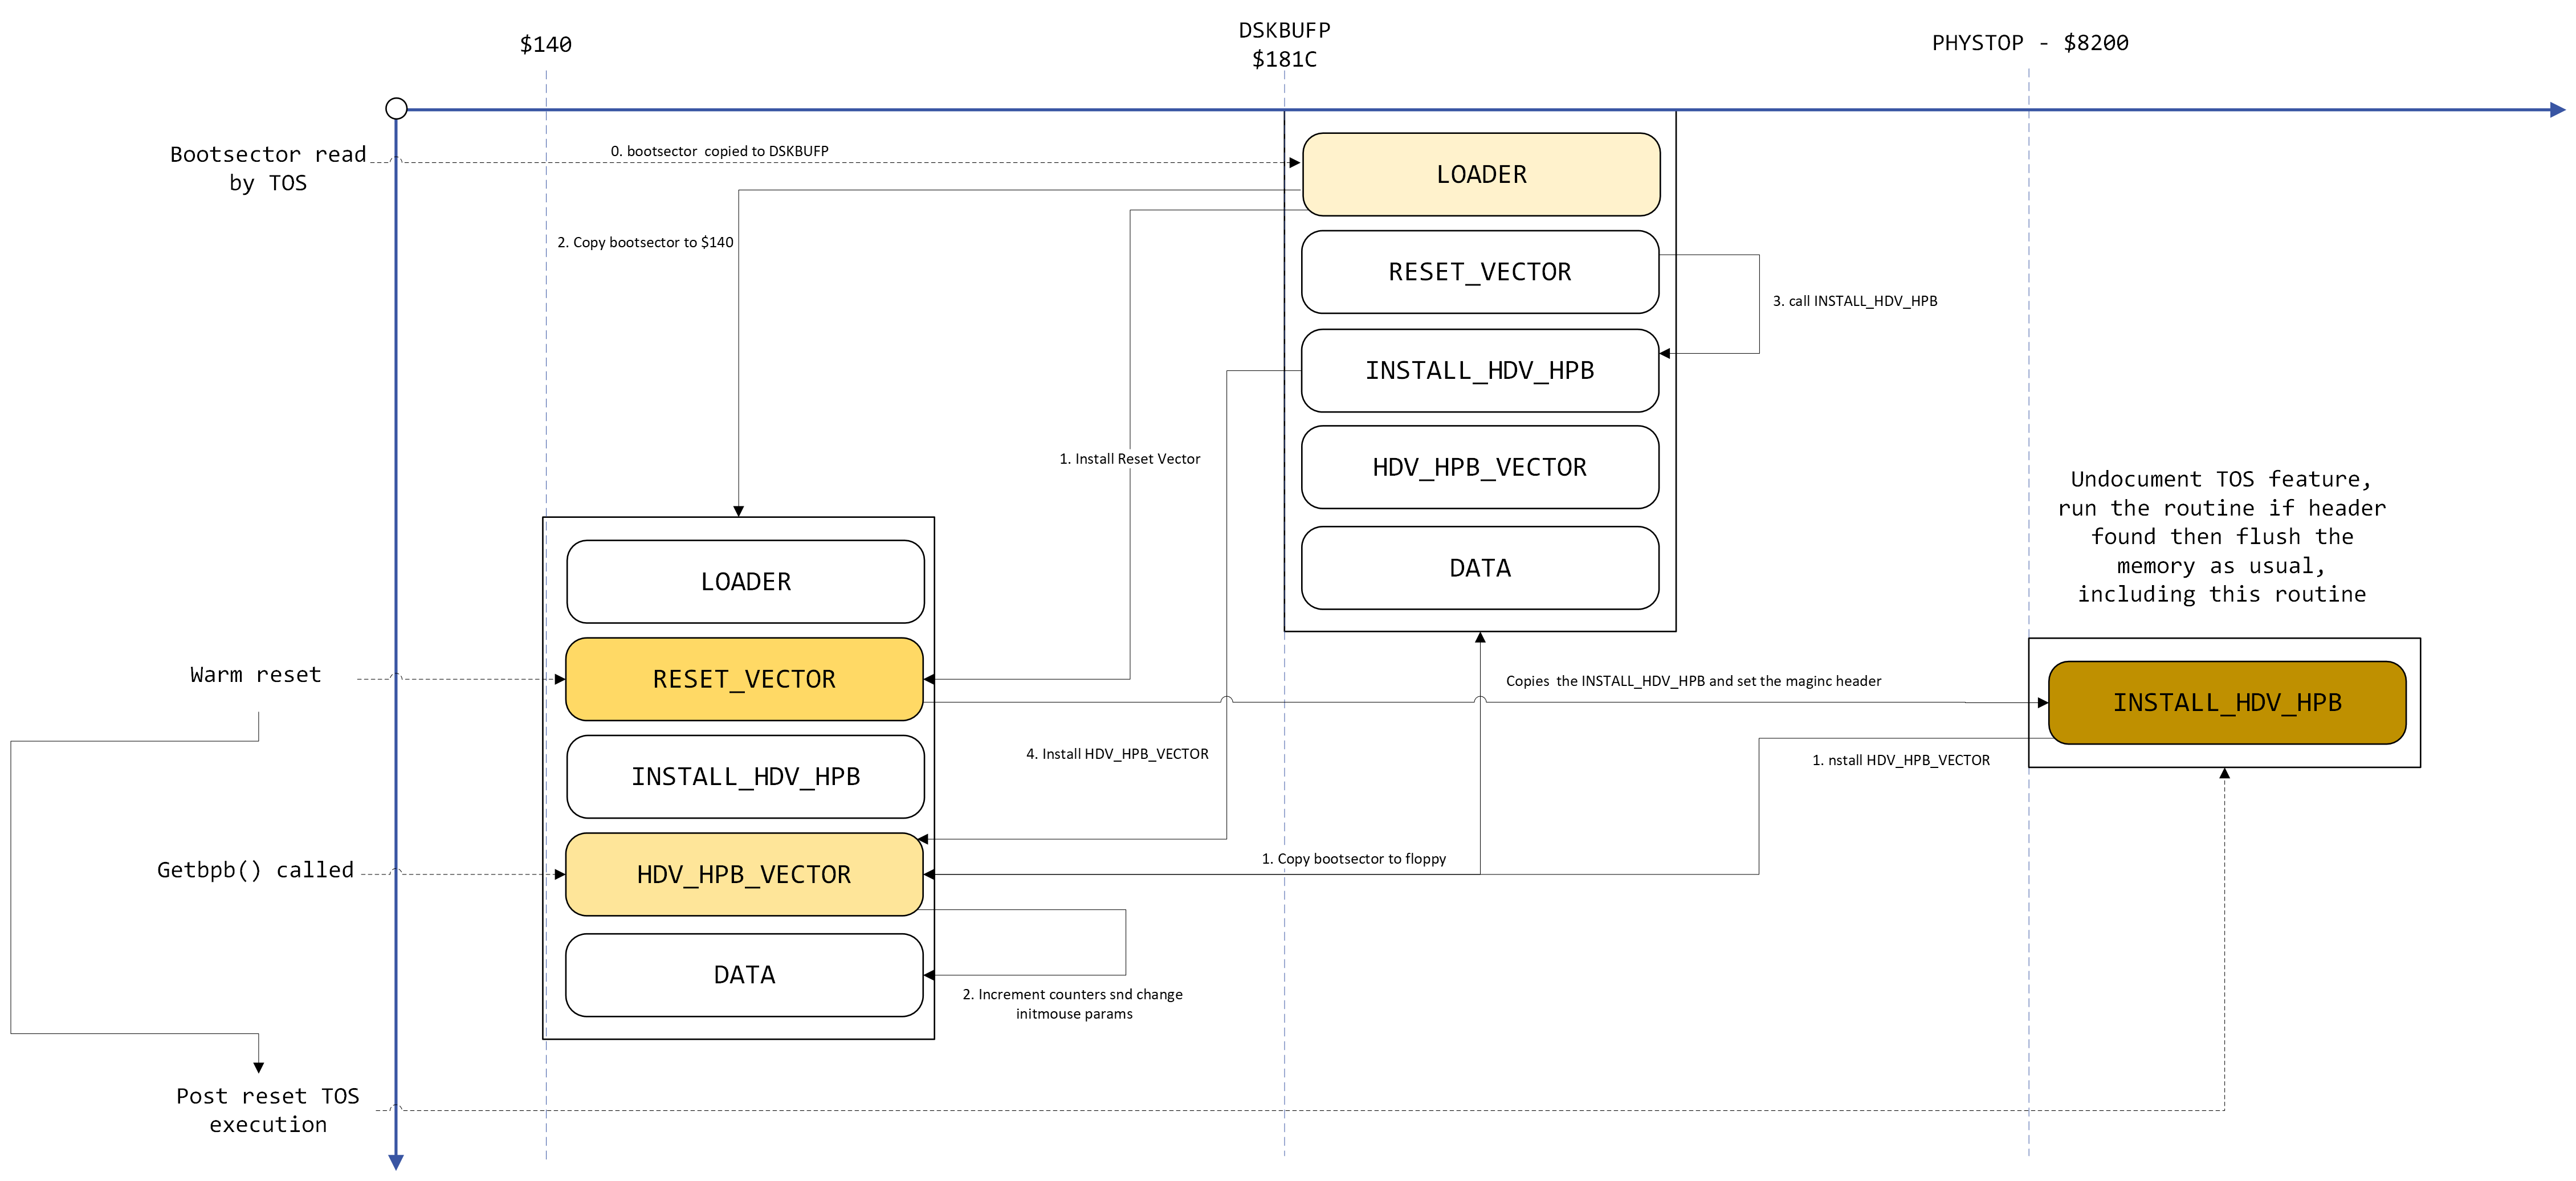 $140
DSKBUFP
$181C
PHYSTOP - $8200
Bootsector read
by TOS
0. bootsector  copied to DSKBUFP
LOADER
2. Copy bootsector to $140
RESET_VECTOR
3. call INSTALL_HDV_HPB
INSTALL_HDV_HPB
1. Install Reset Vector
HDV_HPB_VECTOR
Undocument TOS feature,
run the routine if header
found then flush the
memory as usual,
including this routine
DATA
LOADER
Warm reset
RESET_VECTOR
Copies  the INSTALL_HDV_HPB and set the maginc header
INSTALL_HDV_HPB
4. Install HDV_HPB_VECTOR
1. nstall HDV_HPB_VECTOR
INSTALL_HDV_HPB
Getbpb() called
HDV_HPB_VECTOR
1. Copy bootsector to floppy
DATA
2. Increment counters snd change
initmouse params
Post reset TOS
execution